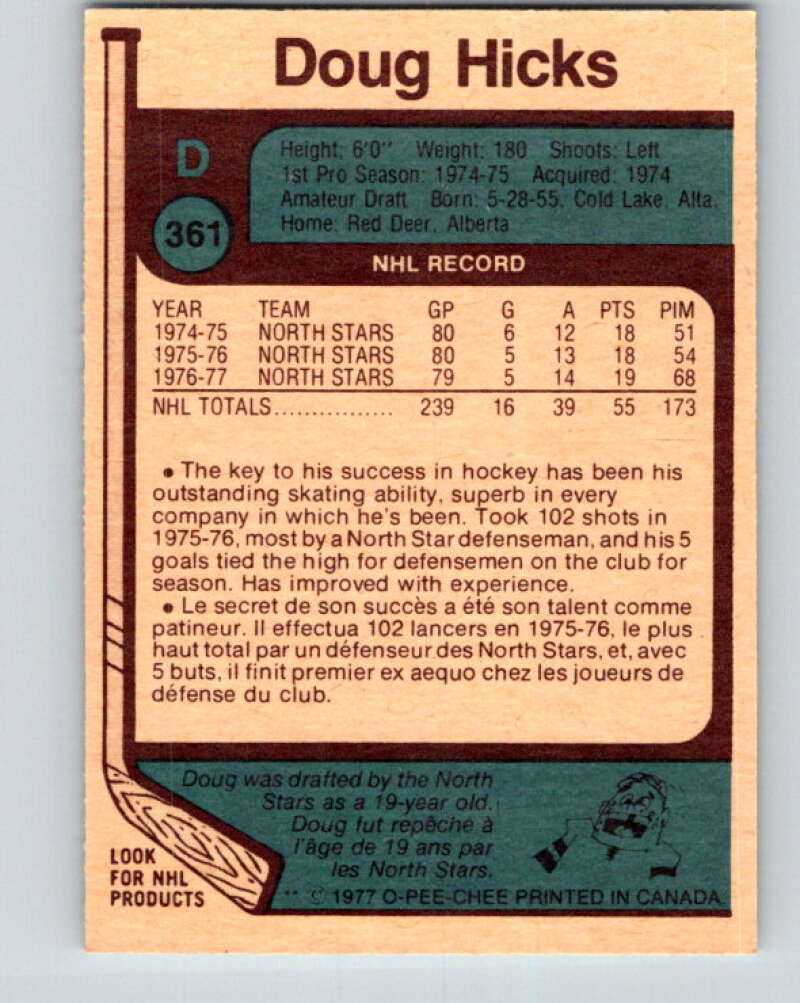 Doug Hicks
D
361
Height: 6'0" Weight: 180 Shoots: Left
1st Pro Season: 1974-75 Acquired: 1974
Amateur Draft Born: 5-28-55, Cold Lake, Alta.
Home: Red Deer, Alberta
NHL RECORD
YEAR TEAM GP G A PTS PIM
1974-75 NORTH STARS 80 6 12 18 51
1975-76 NORTH STARS 80 5 13 18 54
1976-77 NORTH STARS 79 5 14 19 68
NHL TOTALS................ 239 16 39 55 173
• The key to his success in hockey has been his
outstanding skating ability, superb in every
company in which he's been. Took 102 shots in
1975-76, most by a North Star defenseman, and his 5
goals tied the high for defensemen on the club for
season. Has improved with experience.
• Le secret de son succès a été son talent comme
patineur. Il effectua 102 lancers en 1975-76, le plus
haut total par un défenseur des North Stars, et, avec
5 buts, il finit premier ex aequo chez les joueurs de
défense du club.
Doug was drafted by the North
Stars as a 19-year old.
Doug fut repêche à
l'âge de 19 ans par
les North Stars.
LOOK
FOR NHL
PRODUCTS
** © 1977 O-PEE-CHEE PRINTED IN CANADA